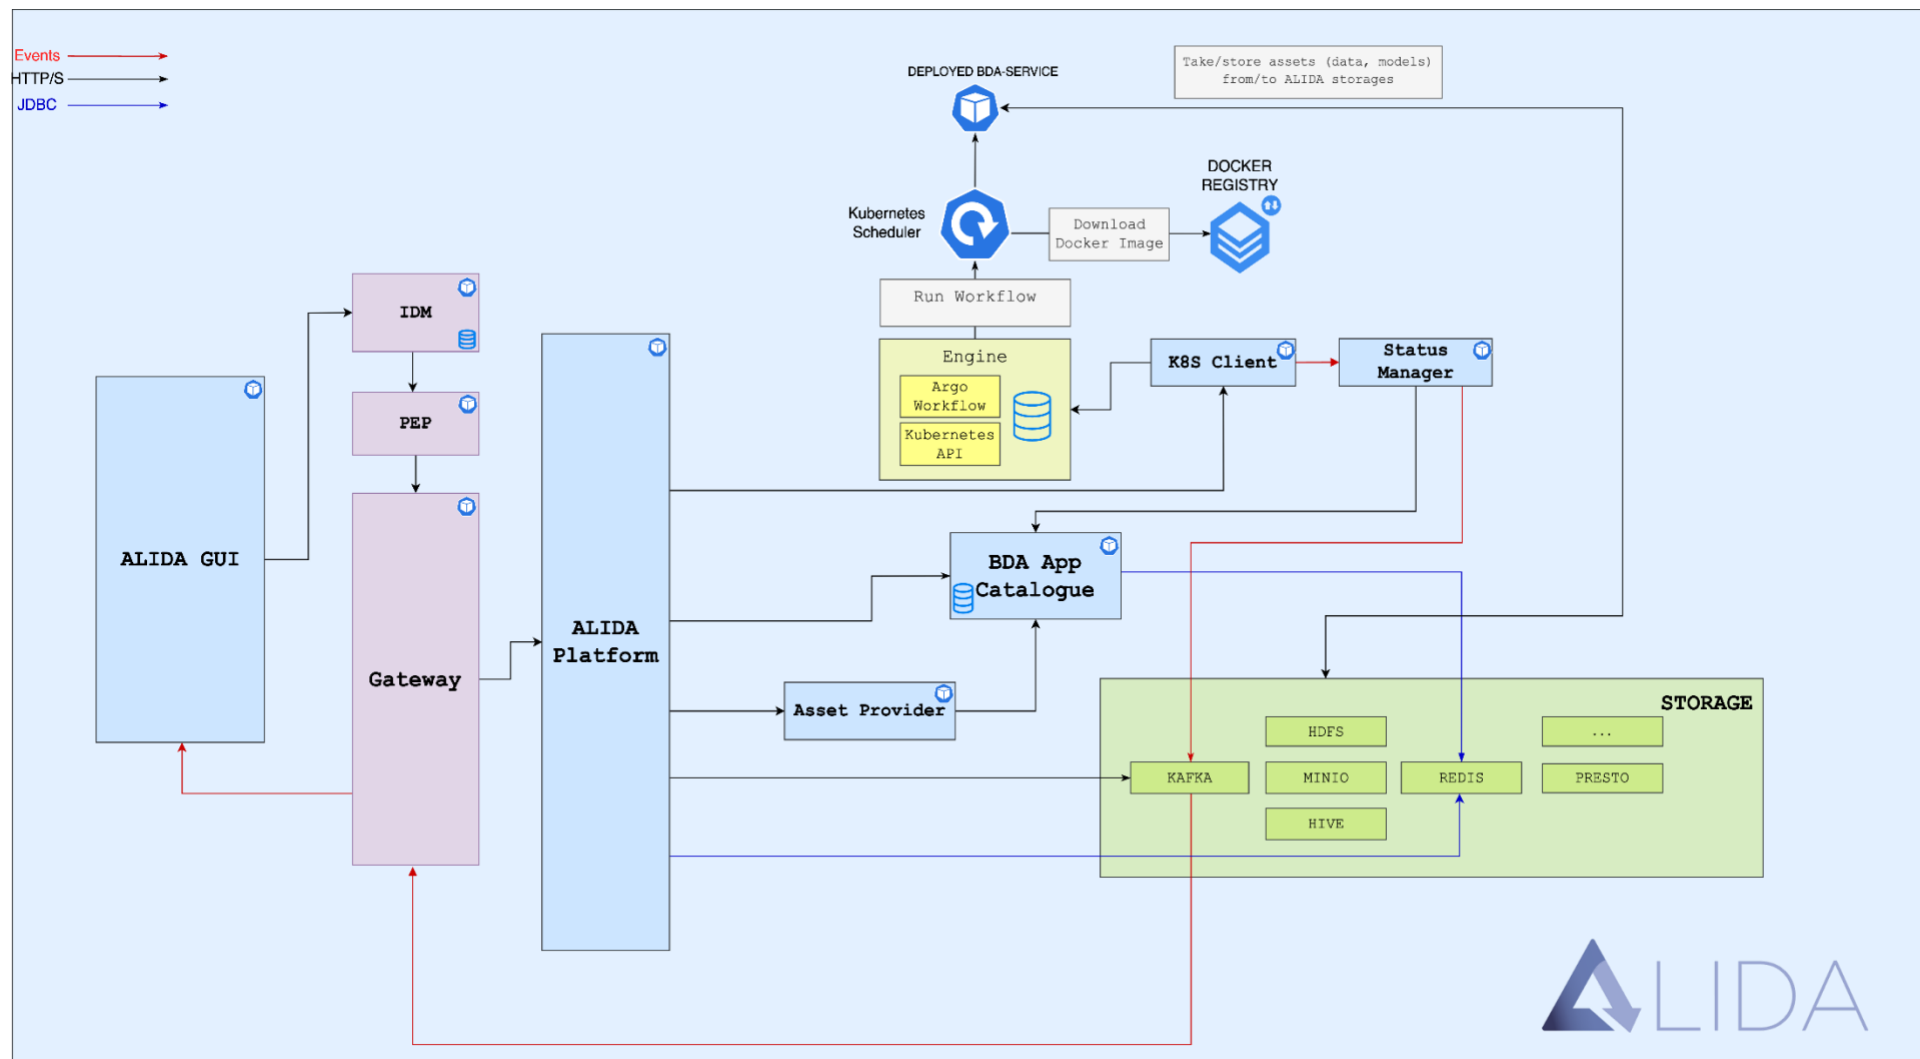 Events
HTTP/S
JDBC
DEPLOYED BDA-SERVICE
Take/store assets (data, models)
from/to ALIDA storages
DOCKER
REGISTRY
Kubernetes
Scheduler
Download
Docker Image
Run Workflow
IDM
PEP
Engine
Argo
Workflow
Kubernetes
API
K8S Client
Status
Manager
ALIDA GUI
Gateway
ALIDA
Platform
BDA App
Catalogue
Asset Provider
STORAGE
HDFS
...
KAFKA
MINIO
REDIS
PRESTO
HIVE
ALIDA